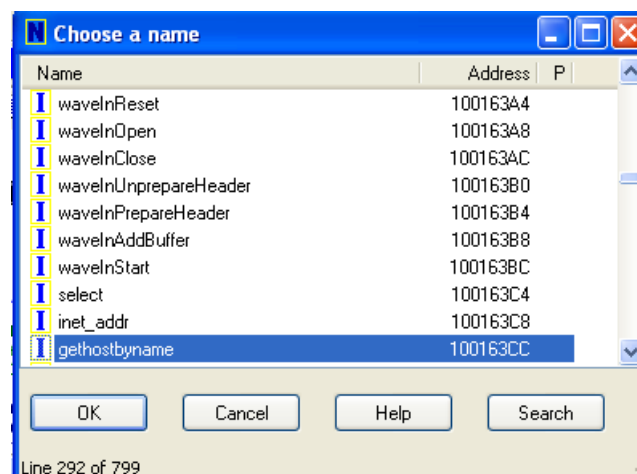 Choose a name
Name Address P
I waveInReset 100163A4
I waveInOpen 100163A8
I waveInClose 100163AC
I waveInUnprepareHeader 100163B0
I waveInPrepareHeader 100163B4
I waveInAddBuffer 100163B8
I waveInStart 100163BC
I select 100163C4
I inet_addr 100163C8
I gethostbyname 100163CC
OK Cancel Help Search
Line 292 of 799